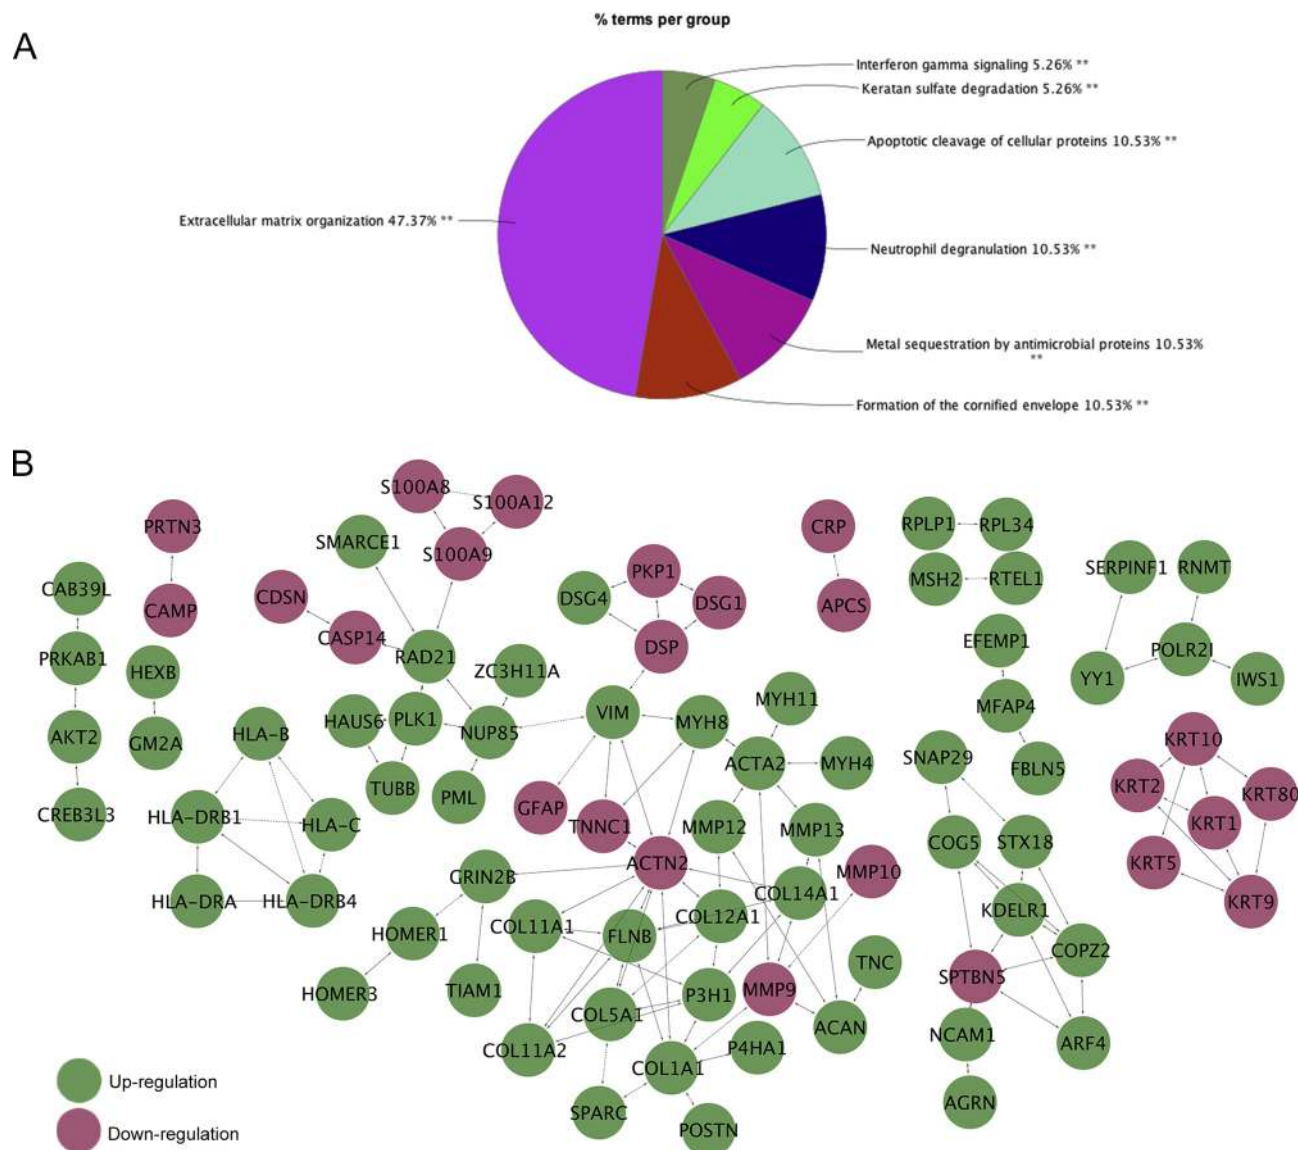 % terms per group
A
Interferon gamma signaling 5.26% **
Keratan sulfate degradation 5.26% **
Apoptotic cleavage of cellular proteins 10.53% **
Extracellular matrix organization 47.37% **
Neutrophil degranulation 10.53% **
Metal sequestration by antimicrobial proteins 10.53%
**
Formation of the cornified envelope 10.53% **
B
S100A8
S100A12
PRTN3
SMARCE1
S100A9
CRP
RPLP1
RPL34
CAB39L
CAMP
CDSN
CASP14
DSG4
PKP1
DSG1
DSP
APCS
MSH2
RTEL1
SERPINF1
RNMT
PRKAB1
HEXB
RAD21
ZC3H11A
EFEMP1
POLR2I
YY1
IWS1
AKT2
GM2A
HLA-B
HAUS6
PLK1
NUP85
VIM
MYH8
MYH11
ACTA2
MYH4
MFAP4
FBLN5
SNAP29
KRT10
KRT2
KRT80
KRT1
KRT5
KRT9
CREB3L3
HLA-DRB1
HLA-C
TUBB
PML
GFAP
TNNC1
MMP12
MMP13
COG5
STX18
HLA-DRA
HLA-DRB4
GRIN2B
ACTN2
COL14A1
MMP10
HOMER1
COL11A1
FLNB
COL12A1
KDELR1
COPZ2
HOMER3
TIAM1
COL5A1
P3H1
MMP9
TNC
SPTBN5
COL11A2
COL1A1
P4HA1
ACAN
NCAM1
ARF4
SPARC
POSTN
AGRN
Up-regulation
Down-regulation